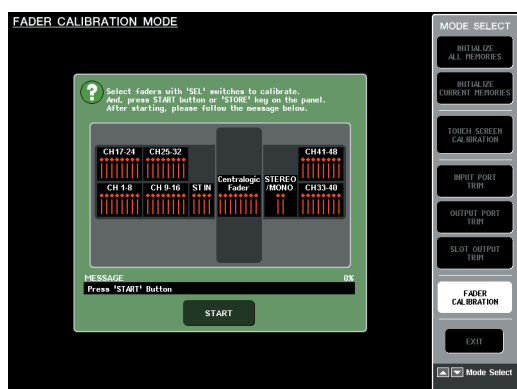 FADER CALIBRATION MODE
Select faders with 'SEL' switches to calibrate.
And, press START button or 'STORE' key on the panel.
After starting, please follow the message below.
CH17-24
CH25-32
CH41-48
CH 1-8
CH 9-16
ST IN
Centralogic
Fader
STEREO
/MONO
CH33-40
MESSAGE
0%
Press 'START' Button
START
MODE SELECT
INITIALIZE
ALL MEMORIES
INITIALIZE
CURRENT MEMORIES
TOUCH SCREEN
CALIBRATION
INPUT PORT
TRIM
OUTPUT PORT
TRIM
SLOT OUTPUT
TRIM
FADER
CALIBRATION
EXIT
Mode Select